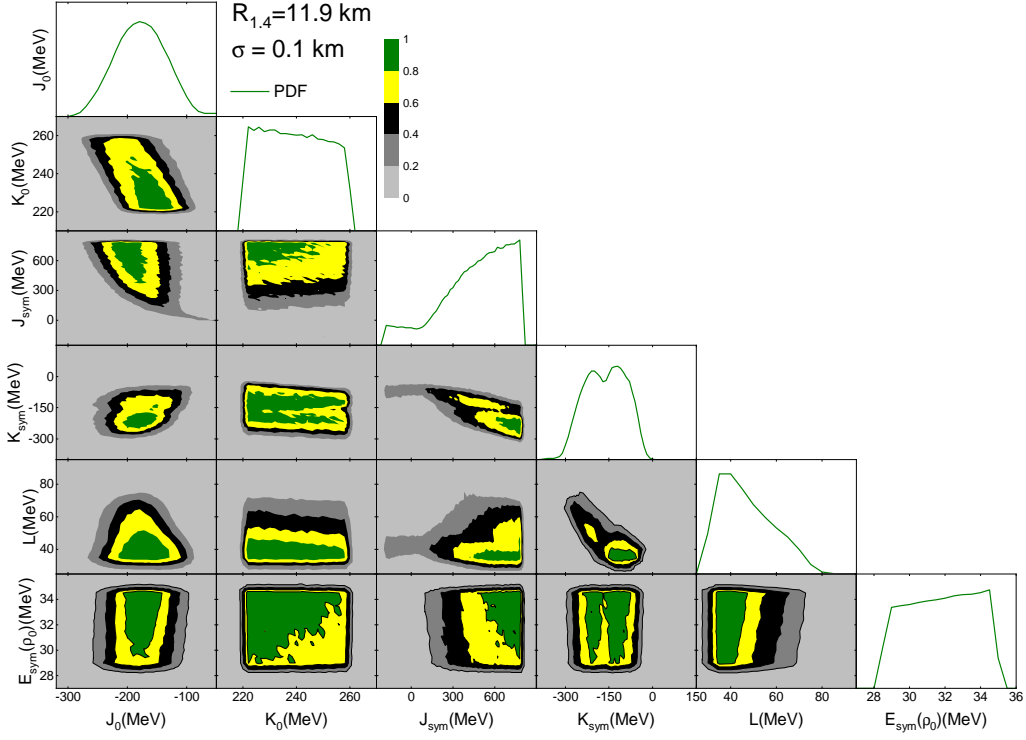 R1.4=11.9 km
σ = 0.1 km
PDF
1
0.8
0.6
0.4
0.2
0
J0(MeV)
260
240
220
K0(MeV)
600
300
0
Jsym(MeV)
0
-150
-300
Ksym(MeV)
80
60
40
L(MeV)
34
32
30
28
Esym(ρ0)(MeV)
-300 -200 -100 220 240 260 0 300 600 -300 -150 0 150 40 60 80 28 30 32 34 36
J0(MeV) K0(MeV) Jsym(MeV) Ksym(MeV) L(MeV) Esym(ρ0)(MeV)